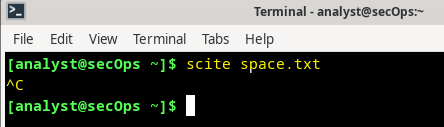 Terminal - analyst@secOps:~
File Edit View Terminal Tabs Help
[analyst@secOps ~]$ scite space.txt
^C
[analyst@secOps ~]$